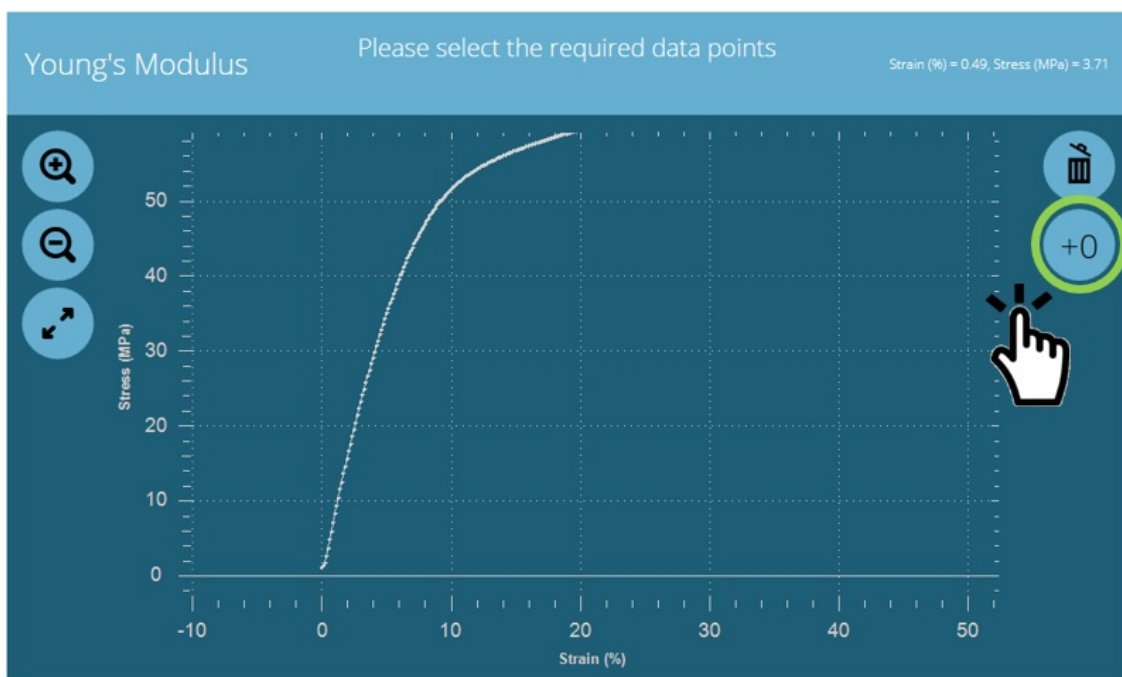 Young's Modulus
Please select the required data points
Strain (%) = 0.49, Stress (MPa) = 3.71
+0
50
40
30
20
10
0
Stress (MPa)
-10 0 10 20 30 40 50
Strain (%)